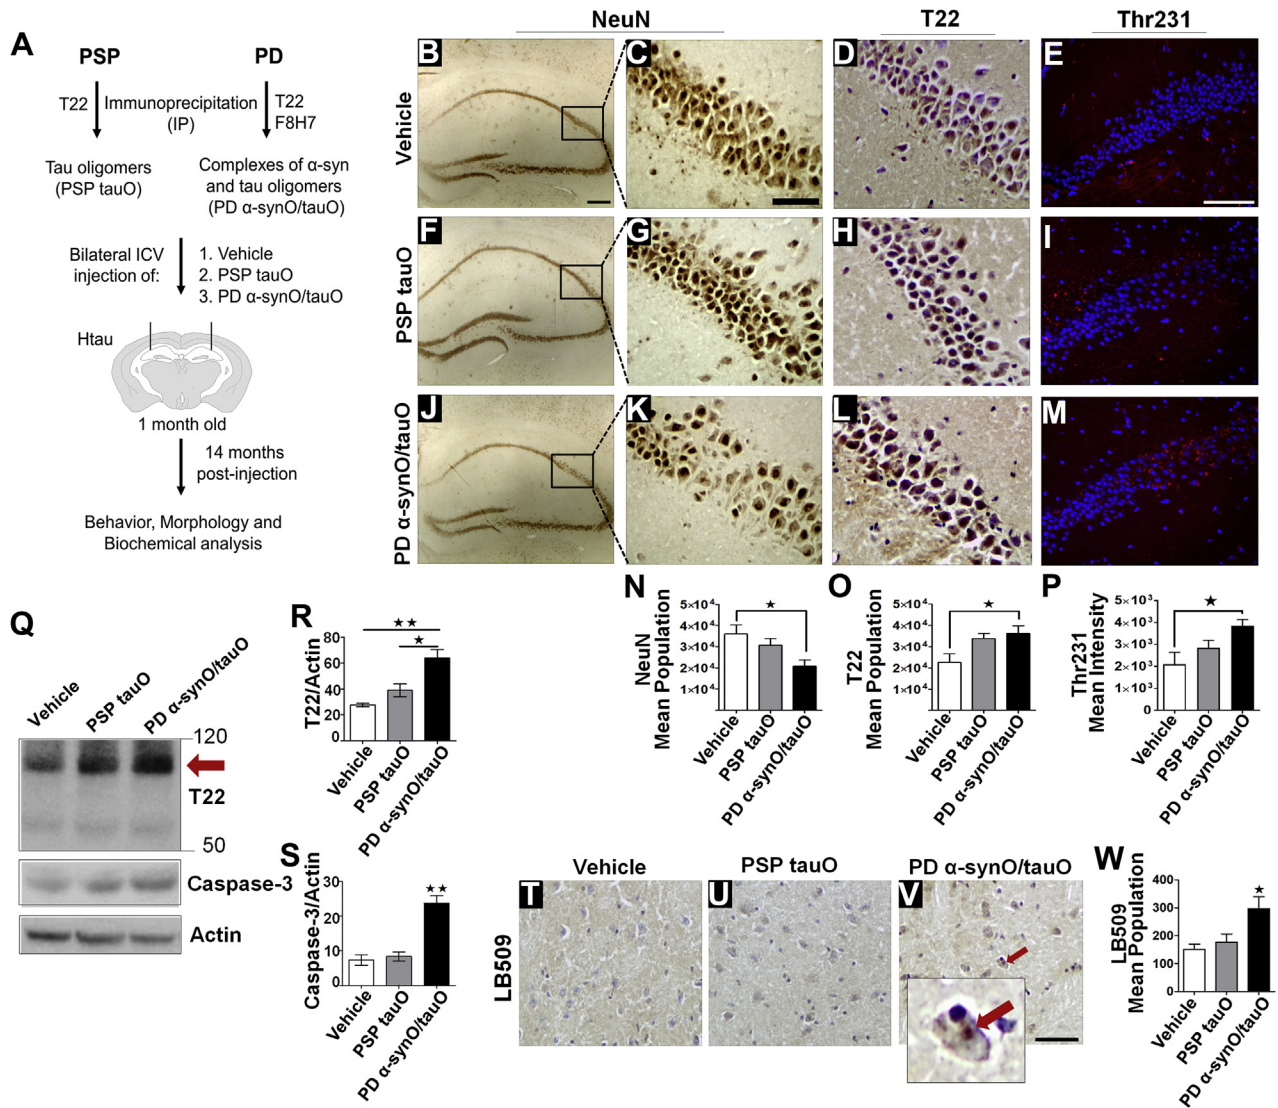 NeuN
T22
Thr231
A
PSP
PD
T22
Immunoprecipitation
(IP)
T22
F8H7
Tau oligomers
(PSP tauO)
Complexes of α-syn
and tau oligomers
(PD α-synO/tauO)
Bilateral ICV
injection of:
1. Vehicle
2. PSP tauO
3. PD α-synO/tauO
Htau
1 month old
14 months
post-injection
Behavior, Morphology and
Biochemical analysis
Vehicle
B
C
D
E
PSP tauO
F
G
H
I
PD α-synO/tauO
J
K
L
M
N
NeuN
Mean Population
5×10⁴
4×10⁴
3×10⁴
2×10⁴
1×10⁴
★
Vehicle
PSP tauO
PD α-synO/tauO
O
T22
Mean Population
5×10⁴
4×10⁴
3×10⁴
2×10⁴
1×10⁴
★
Vehicle
PSP tauO
PD α-synO/tauO
P
Thr231
Mean Intensity
5×10³
4×10³
3×10³
2×10³
1×10³
0
★
Vehicle
PSP tauO
PD α-synO/tauO
Q
Vehicle
PSP tauO
PD α-synO/tauO
120
T22
50
Caspase-3
Actin
R
T22/Actin
80
60
40
20
0
★★
★
Vehicle
PSP tauO
PD α-synO/tauO
S
Caspase-3/Actin
30
20
10
0
★★
Vehicle
PSP tauO
PD α-synO/tauO
LB509
Vehicle
PSP tauO
PD α-synO/tauO
T
U
V
W
LB509
Mean Population
400
300
200
100
0
★
Vehicle
PSP tauO
PD α-synO/tauO